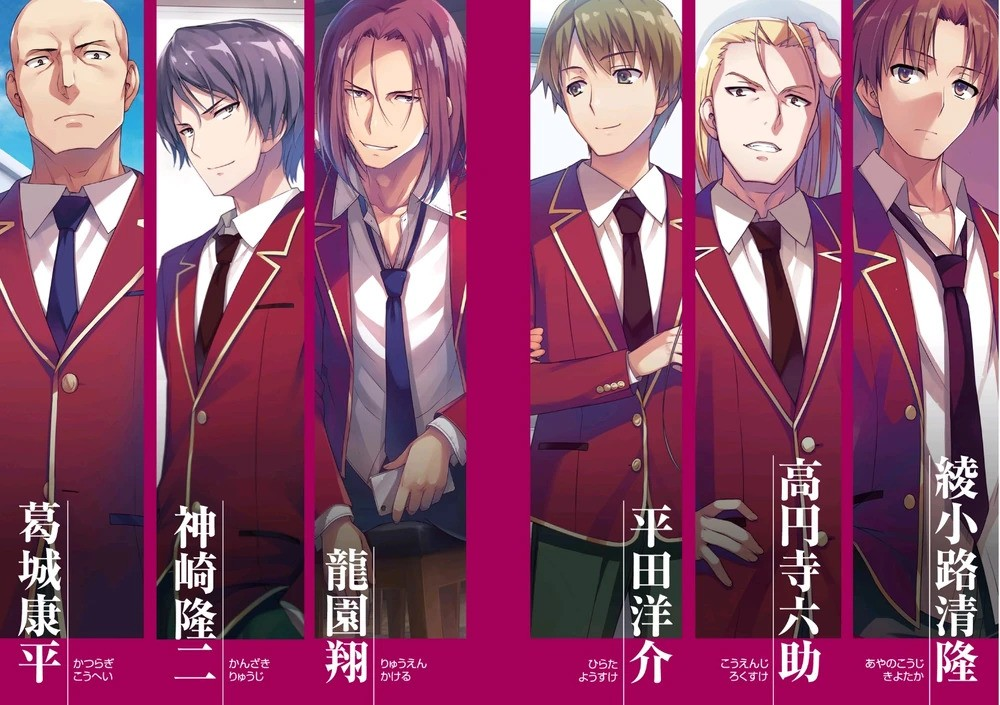 綾小路清隆
あやのこうじ
きよたか
高円寺六助
こうえんじ
ろくすけ
平田洋介
ひらた
ようすけ
龍園翔
りゅうえん
かける
神崎隆二
かんざき
りゅうじ
葛城康平
かつらぎ
こうへい